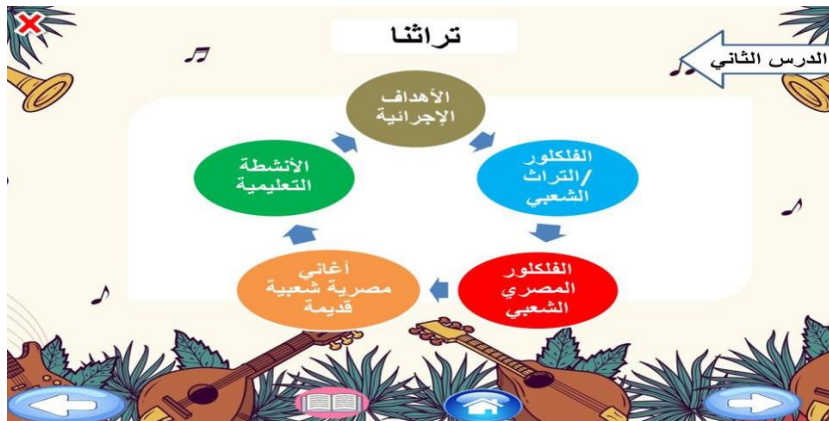 تراثنا
الدرس الثاني
الأهداف
الإجرائية
الفلكلور
/التراث
الشعبي
الفلكلور
المصري
الشعبي
أغاني
مصرية شعبية
قديمة
الأنشطة
التعليمية